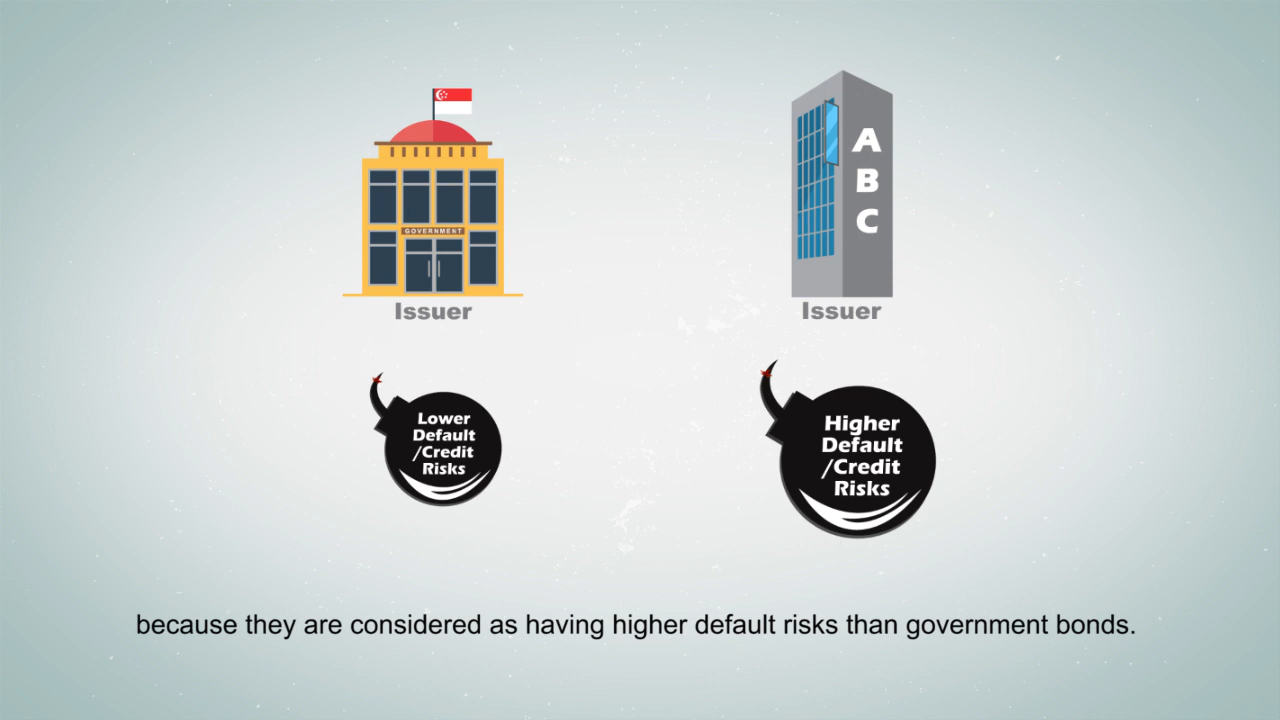 GOVERNMENT
A
B
C
Issuer
Issuer
Lower
Default
/Credit
Risks
Higher
Default
/Credit
Risks
because they are considered as having higher default risks than government bonds.